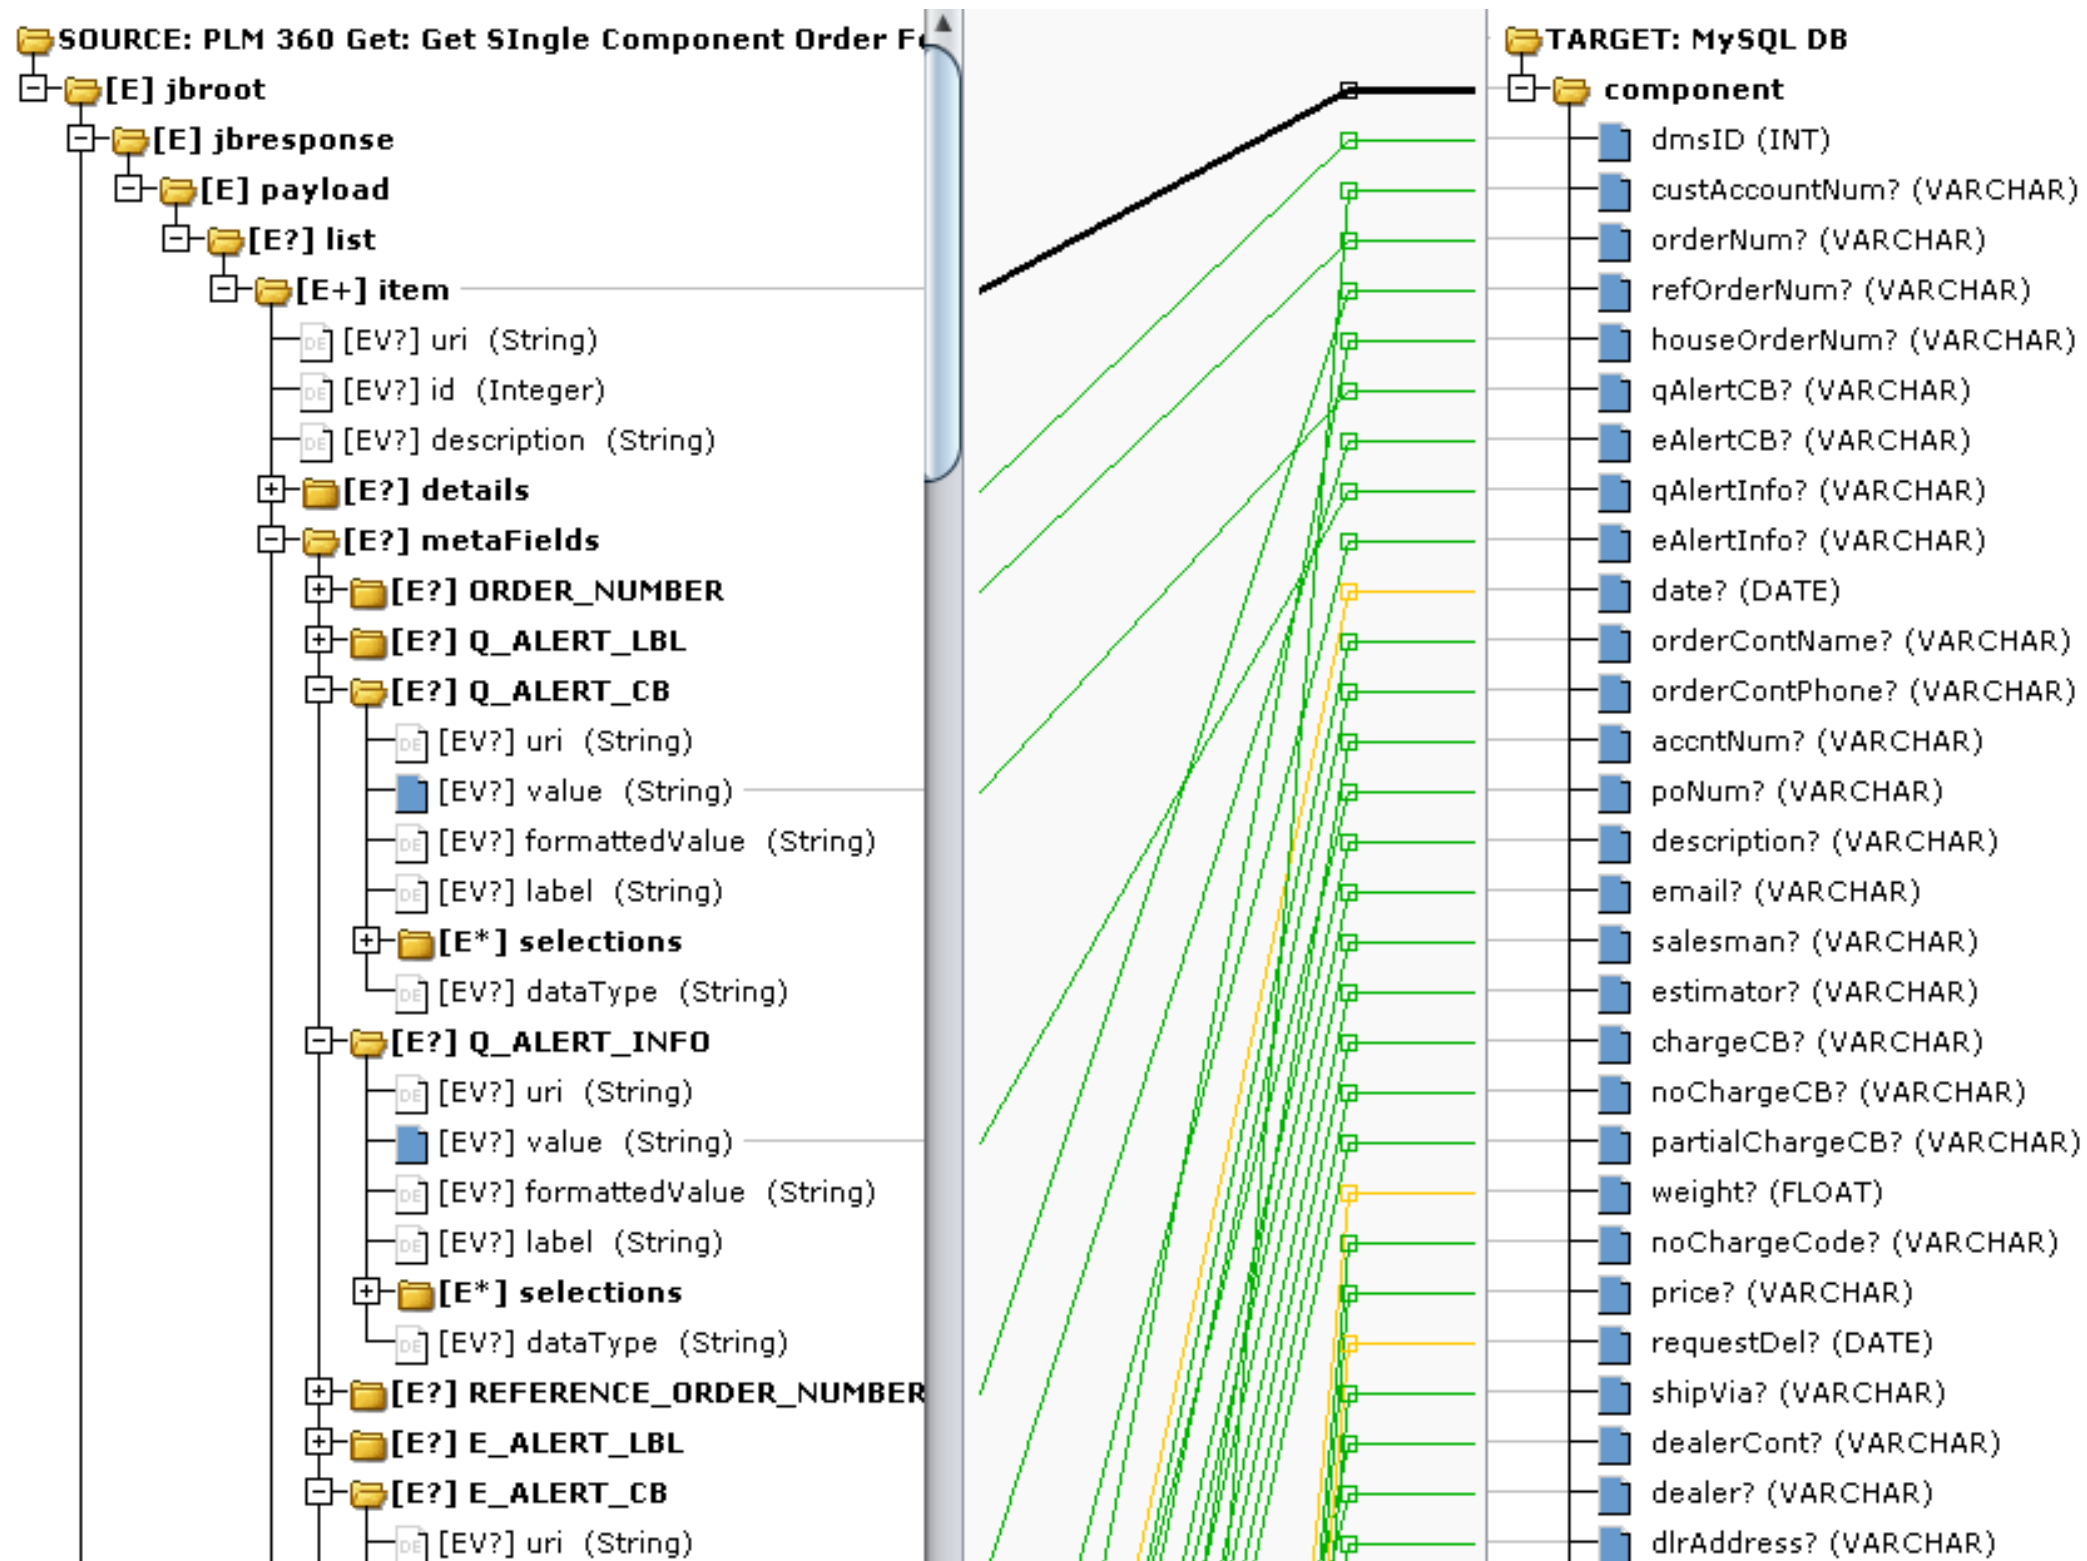 SOURCE: PLM 360 Get: Get SIngle Component Order Fo
[E] jbroot
[E] jbresponse
[E] payload
[E?] list
[E+] item
[EV?] uri (String)
[EV?] id (Integer)
[EV?] description (String)
[E?] details
[E?] metaFields
[E?] ORDER_NUMBER
[E?] Q_ALERT_LBL
[E?] Q_ALERT_CB
[EV?] uri (String)
[EV?] value (String)
[EV?] formattedValue (String)
[EV?] label (String)
[E*] selections
[EV?] dataType (String)
[E?] Q_ALERT_INFO
[EV?] uri (String)
[EV?] value (String)
[EV?] formattedValue (String)
[EV?] label (String)
[E*] selections
[EV?] dataType (String)
[E?] REFERENCE_ORDER_NUMBER
[E?] E_ALERT_LBL
[E?] E_ALERT_CB
[EV?] uri (String)
TARGET: MySQL DB
component
dmsID (INT)
custAccountNum? (VARCHAR)
orderNum? (VARCHAR)
refOrderNum? (VARCHAR)
houseOrderNum? (VARCHAR)
qAlertCB? (VARCHAR)
eAlertCB? (VARCHAR)
qAlertInfo? (VARCHAR)
eAlertInfo? (VARCHAR)
date? (DATE)
orderContName? (VARCHAR)
orderContPhone? (VARCHAR)
accntNum? (VARCHAR)
poNum? (VARCHAR)
description? (VARCHAR)
email? (VARCHAR)
salesman? (VARCHAR)
estimator? (VARCHAR)
chargeCB? (VARCHAR)
noChargeCB? (VARCHAR)
partialChargeCB? (VARCHAR)
weight? (FLOAT)
noChargeCode? (VARCHAR)
price? (VARCHAR)
requestDel? (DATE)
shipVia? (VARCHAR)
dealerCont? (VARCHAR)
dealer? (VARCHAR)
dlrAddress? (VARCHAR)